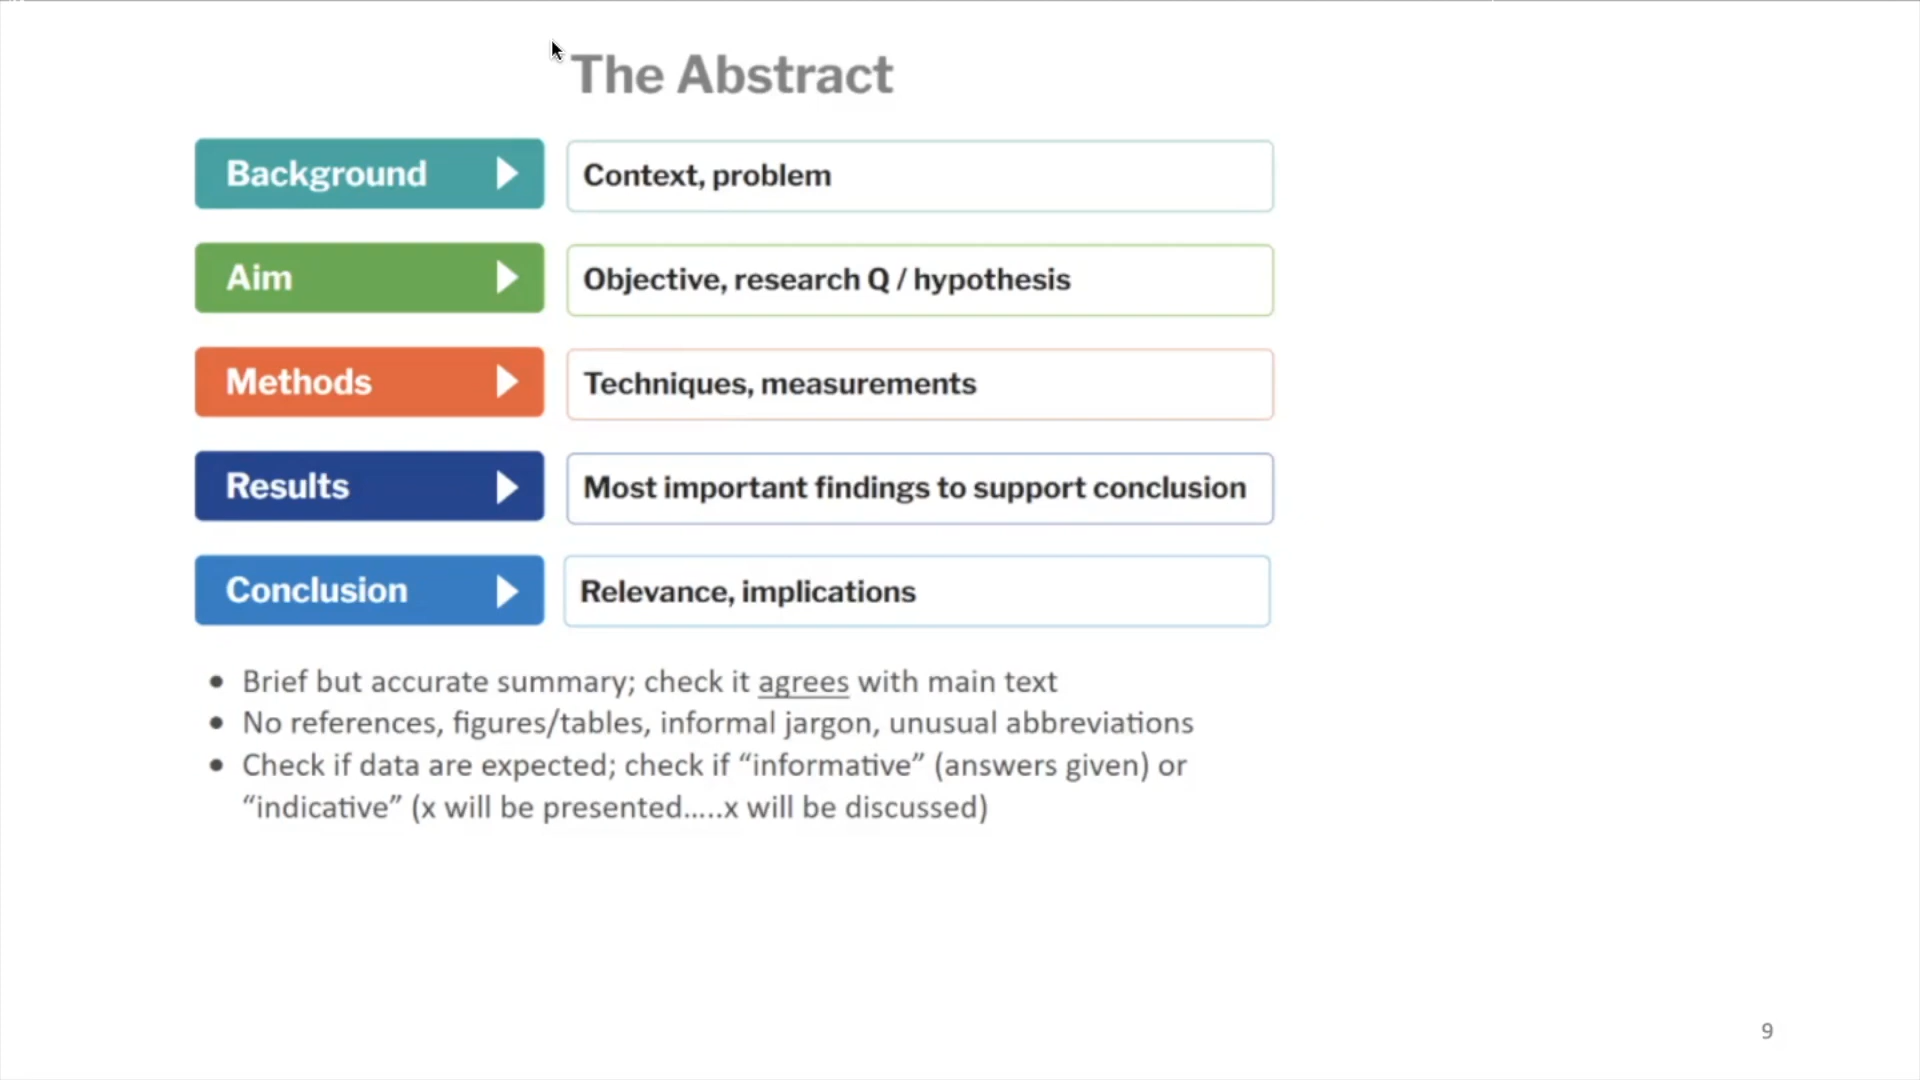 The Abstract
Background
Context, problem
Aim
Objective, research Q / hypothesis
Methods
Techniques, measurements
Results
Most important findings to support conclusion
Conclusion
Relevance, implications
• Brief but accurate summary; check it agrees with main text
• No references, figures/tables, informal jargon, unusual abbreviations
• Check if data are expected; check if “informative” (answers given) or
“indicative” (x will be presented…..x will be discussed)
9